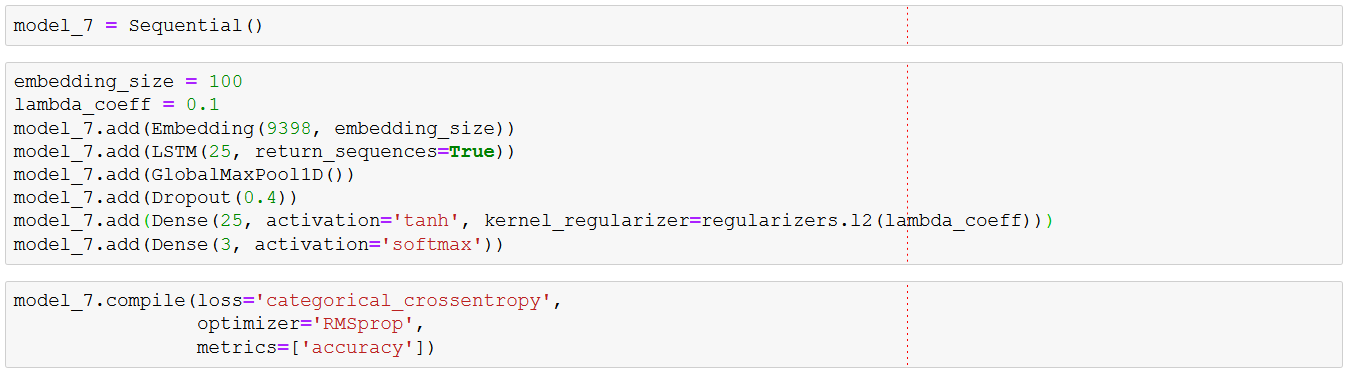 model_7 = Sequential()
embedding_size = 100
lambda_coeff = 0.1
model_7.add(Embedding(9398, embedding_size))
model_7.add(LSTM(25, return_sequences=True))
model_7.add(GlobalMaxPool1D())
model_7.add(Dropout(0.4))
model_7.add(Dense(25, activation='tanh', kernel_regularizer=regularizers.l2(lambda_coeff)))
model_7.add(Dense(3, activation='softmax'))
model_7.compile(loss='categorical_crossentropy',
                optimizer='RMSprop',
                metrics=['accuracy'])